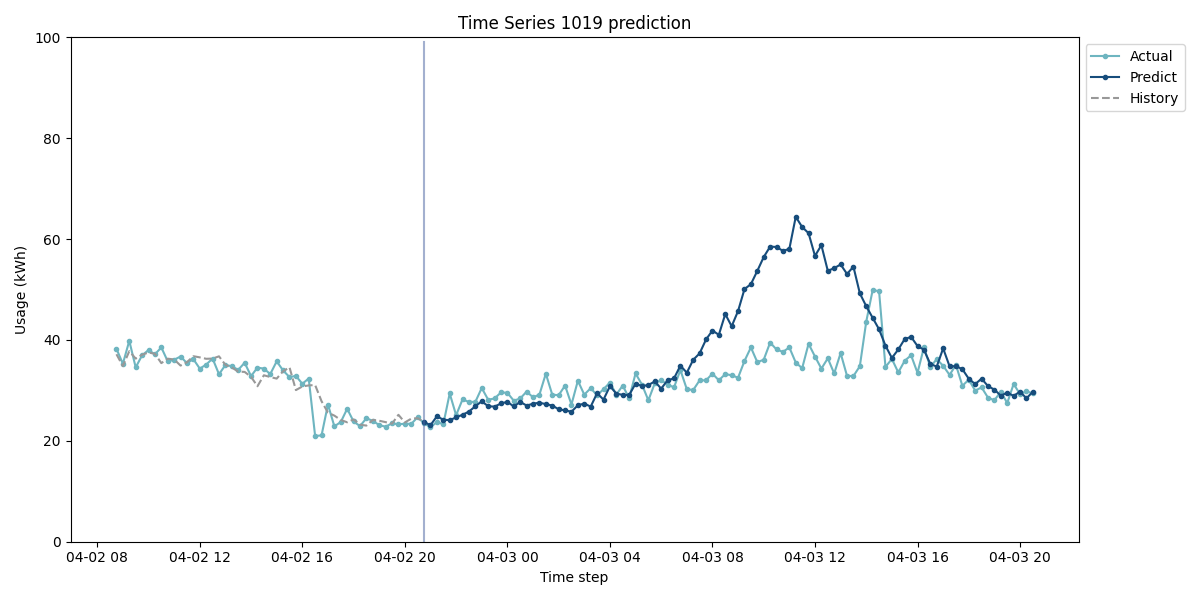 Time Series 1019 prediction
100
80
60
40
20
0
Usage (kWh)
04-02 08
04-02 12
04-02 16
04-02 20
04-03 00
04-03 04
04-03 08
04-03 12
04-03 16
04-03 20
Time step
Actual
Predict
History